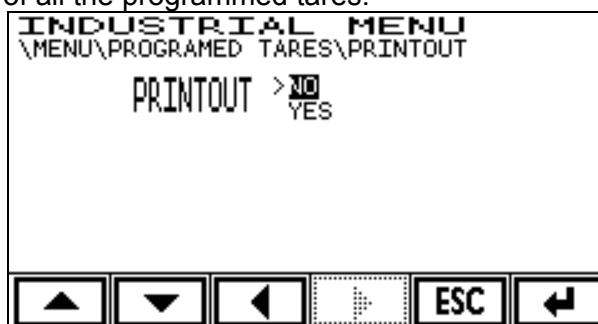 of all the programmed tares.
INDUSTRIAL MENU
\MENU\PROGRAMED TARES\PRINTOUT
PRINTOUT >NO
YES
ESC